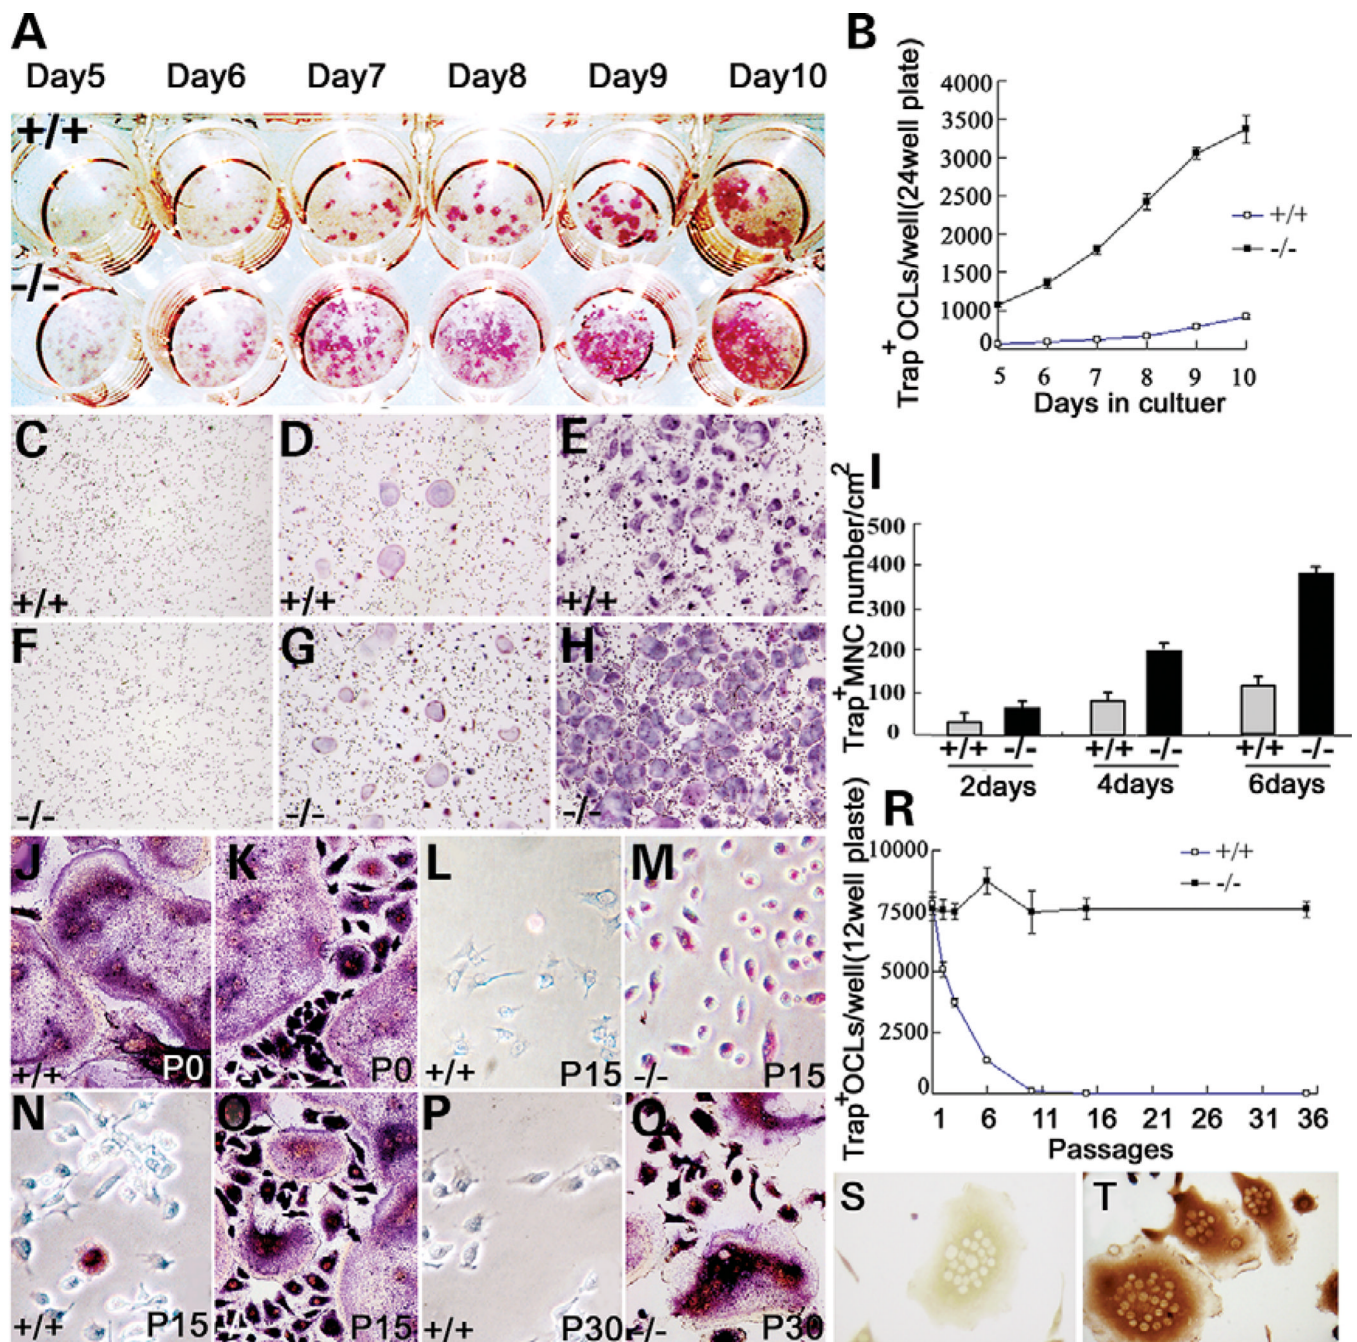 A
Day5 Day6 Day7 Day8 Day9 Day10
+/+
-/-
B
Trap+ OCLs/well(24well plate)
4000
3500
3000
2500
2000
1500
1000
0
5 6 7 8 9 10
Days in cultuer
+/+
-/-
C
+/+
D
+/+
E
+/+
F
-/-
G
-/-
H
-/-
I
Trap+MNC number/cm2
500
400
300
200
100
0
+/+ -/- +/+ -/- +/+ -/-
2days 4days 6days
J
+/+ P0
K
P0
L
+/+ P15
M
-/- P15
N
+/+ P15
O
P15
P
+/+ P30
Q
-/- P30
R
Trap+OCLs/well(12well plaste)
10000
7500
5000
2500
0
1 6 11 16 21 26 31 36
Passages
+/+
-/-
S
T